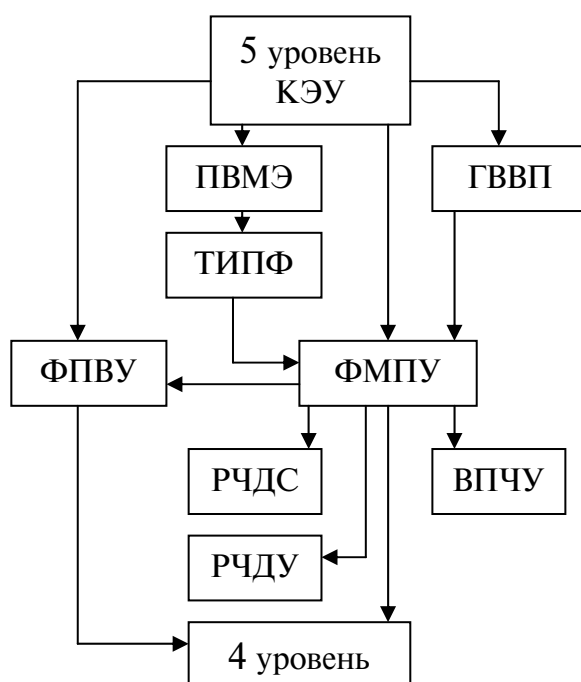 5 уровень
КЭУ
ПВМЭ
ГВВП
ТИПФ
ФПВУ
ФМПУ
РЧДС
ВПЧУ
РЧДУ
4 уровень